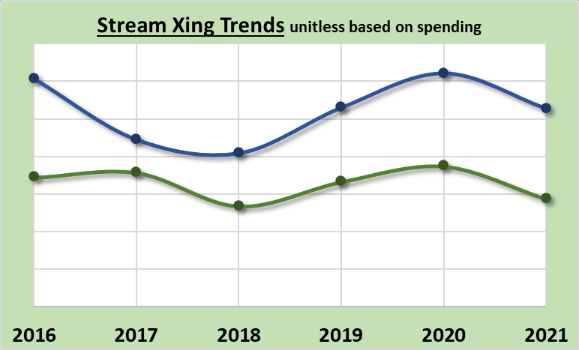 Stream Xing Trends unitless based on spending
2016 2017 2018 2019 2020 2021